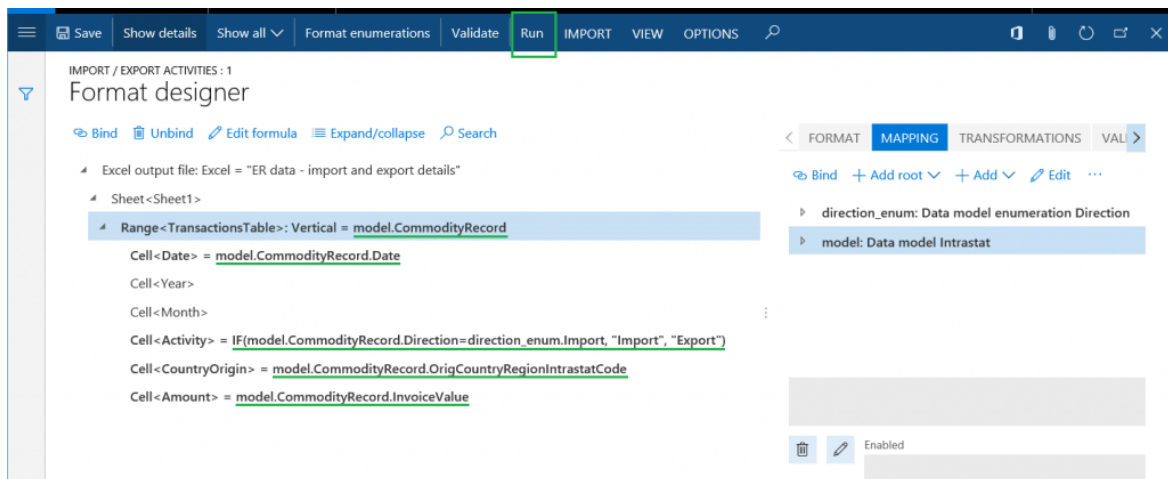 Save Show details Show all Format enumerations Validate Run IMPORT VIEW OPTIONS
IMPORT / EXPORT ACTIVITIES : 1
Format designer
Bind Unbind Edit formula Expand/collapse Search
Excel output file: Excel = "ER data - import and export details"
Sheet<Sheet1>
Range<TransactionsTable>: Vertical = model.CommodityRecord
Cell<Date> = model.CommodityRecord.Date
Cell<Year>
Cell<Month>
Cell<Activity> = IF(model.CommodityRecord.Direction=direction_enum.Import, "Import", "Export")
Cell<CountryOrigin> = model.CommodityRecord.OrigCountryRegionIntrastatCode
Cell<Amount> = model.CommodityRecord.InvoiceValue
FORMAT MAPPING TRANSFORMATIONS VALI
Bind Add root Add Edit ...
direction_enum: Data model enumeration Direction
model: Data model Intrastat
Enabled